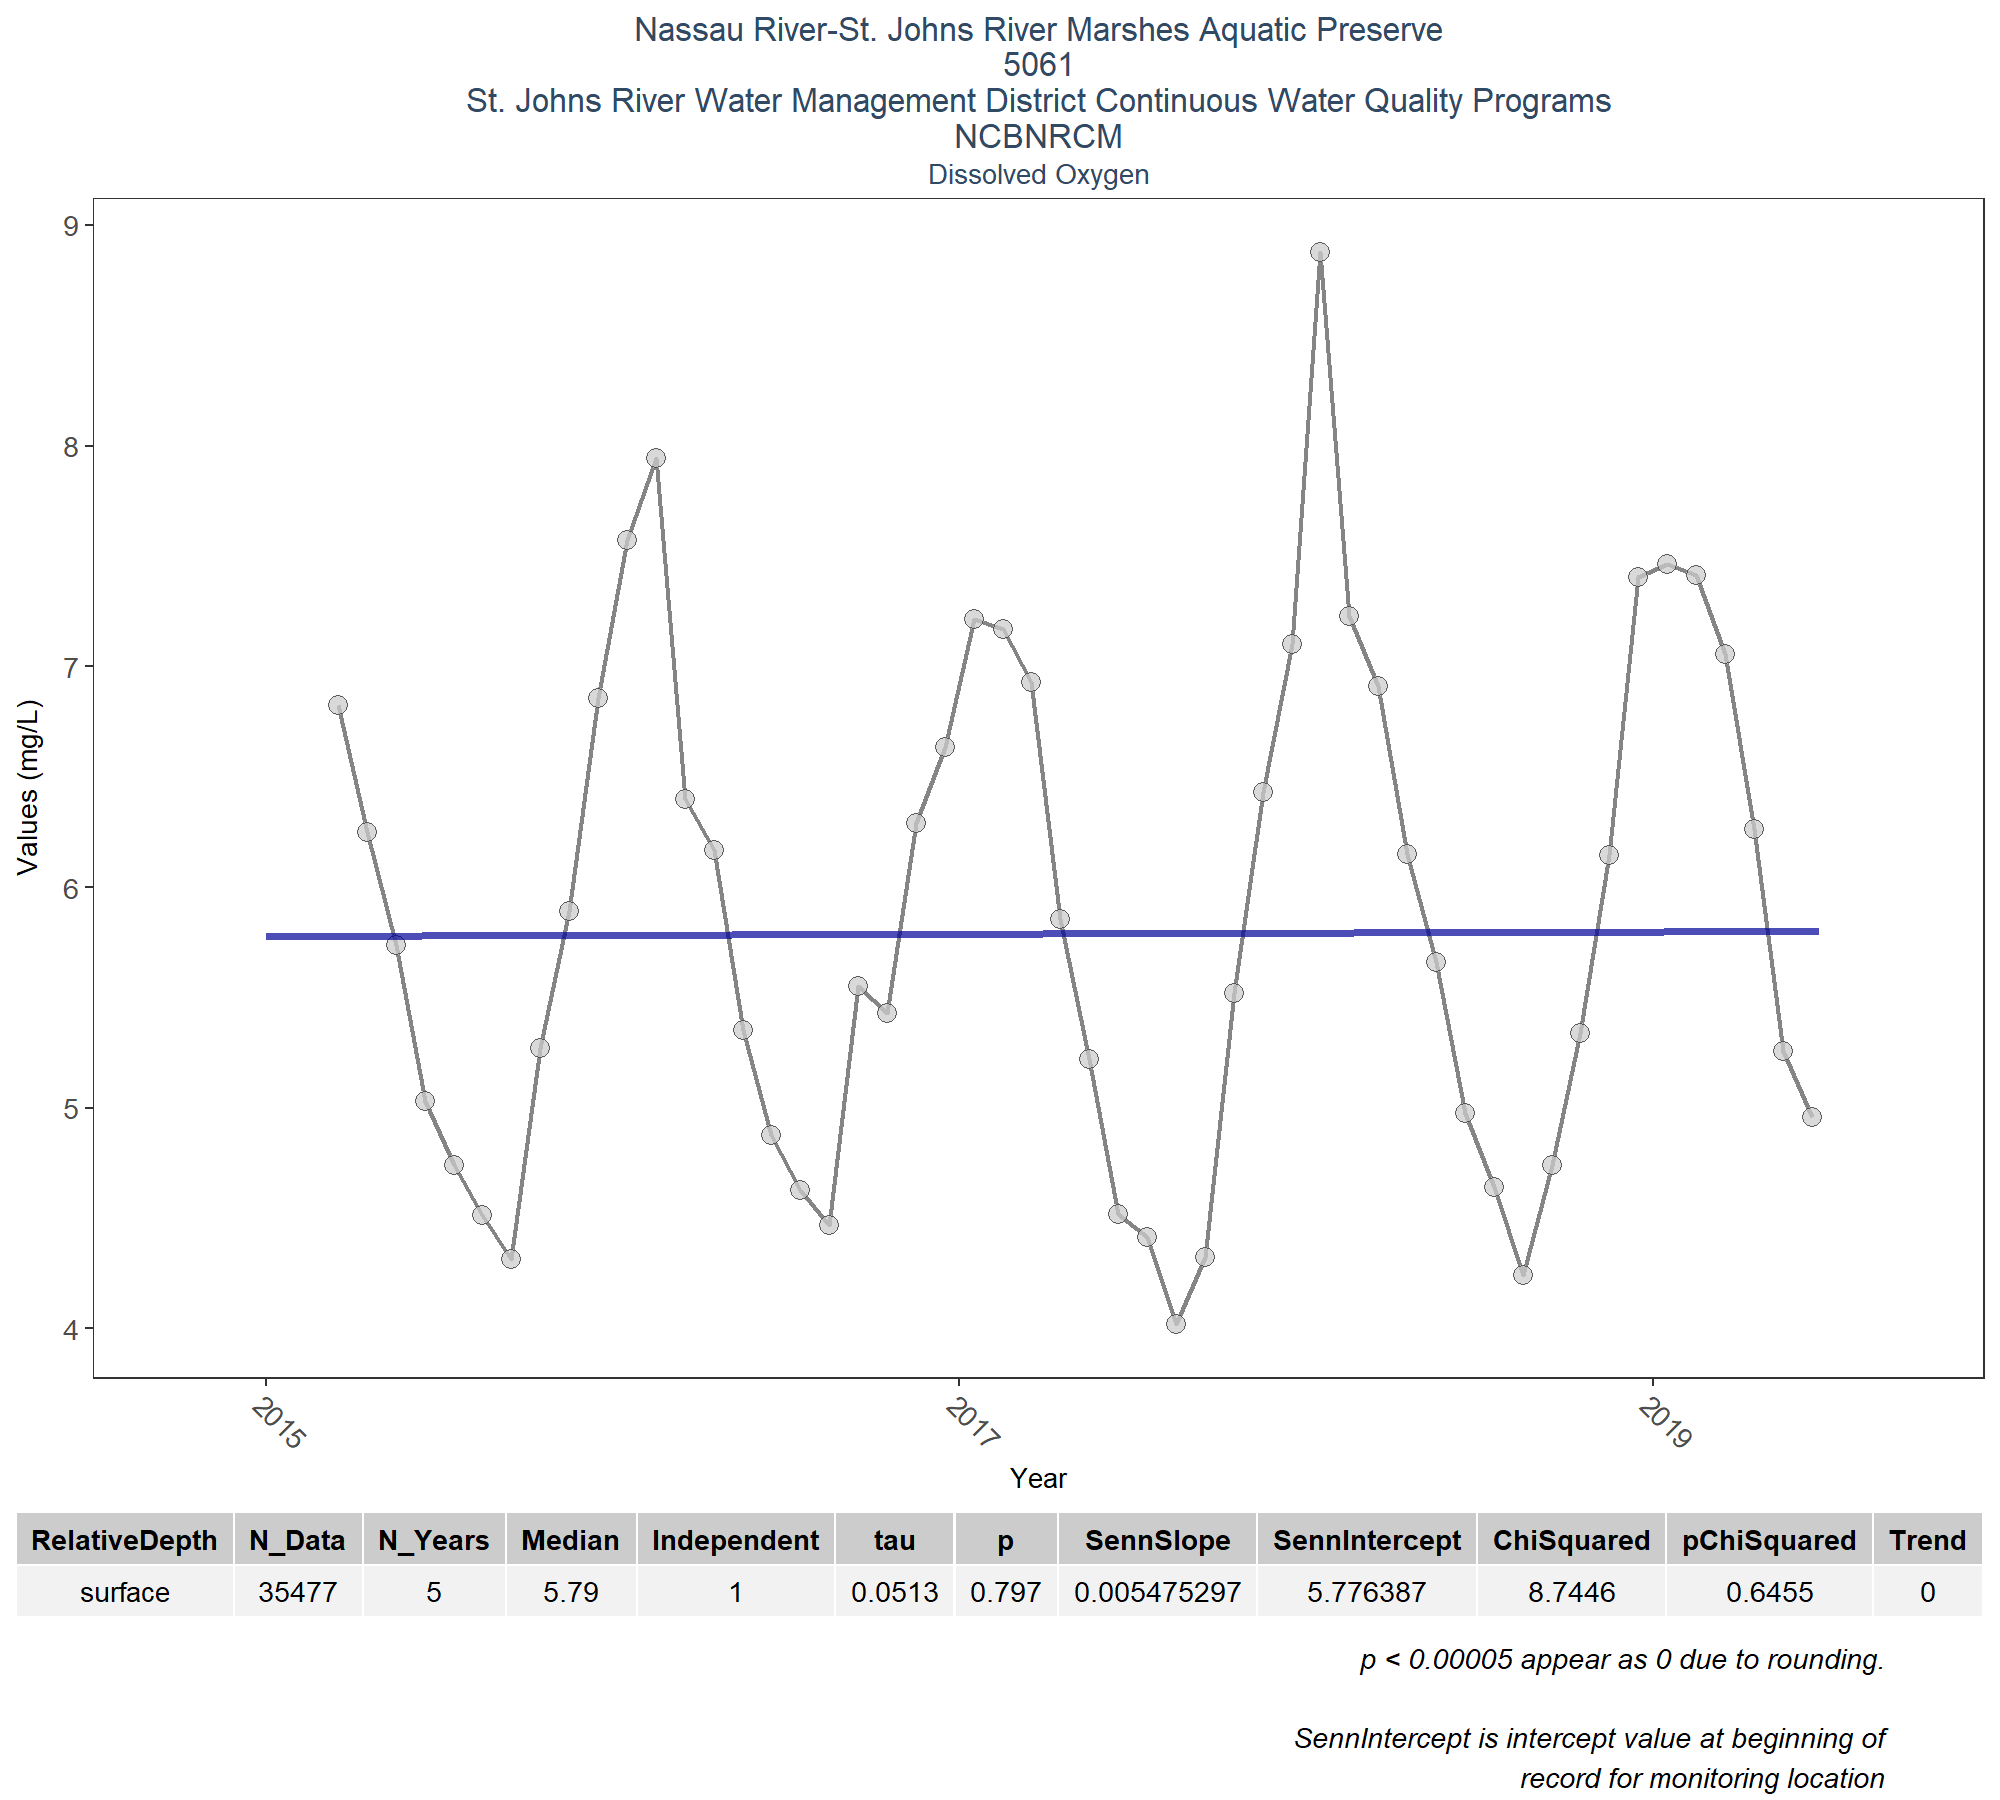 Nassau River-St. Johns River Marshes Aquatic Preserve
5061
St. Johns River Water Management District Continuous Water Quality Programs
NCBNRCM
Dissolved Oxygen
9
8
7
6
5
4
Values (mg/L)
2015
2017
2019
Year
RelativeDepth N_Data N_Years Median Independent tau p SennSlope SennIntercept ChiSquared pChiSquared Trend
surface 35477 5 5.79 1 0.0513 0.797 0.005475297 5.776387 8.7446 0.6455 0
p < 0.00005 appear as 0 due to rounding.
SennIntercept is intercept value at beginning of
record for monitoring location